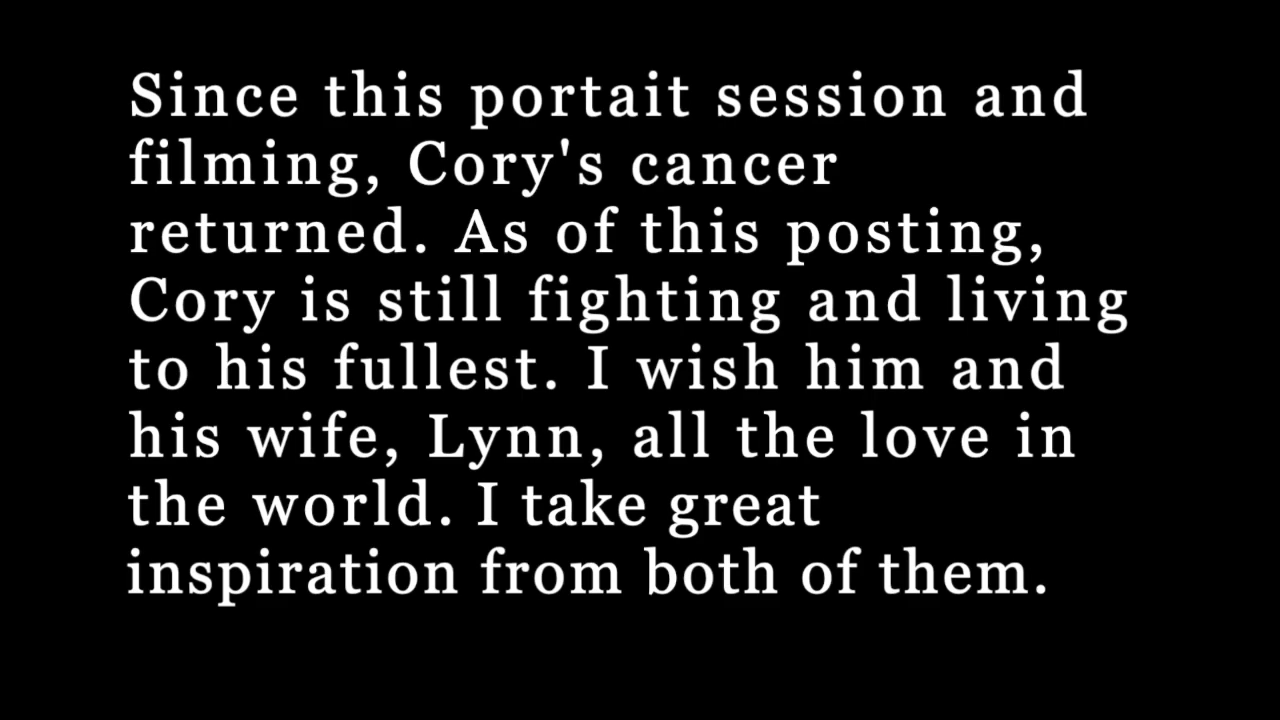 Since this portait session and
filming, Cory's cancer
returned. As of this posting,
Cory is still fighting and living
to his fullest. I wish him and
his wife, Lynn, all the love in
the world. I take great
inspiration from both of them.